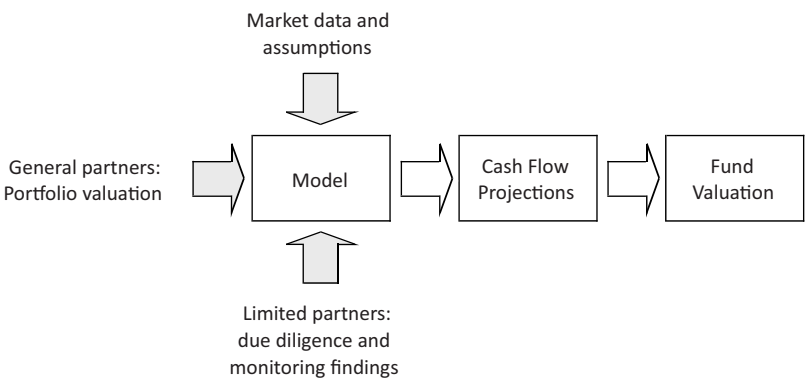 Market data and
assumptions
General partners:
Portfolio valuation
Model
Cash Flow
Projections
Fund
Valuation
Limited partners:
due diligence and
monitoring findings